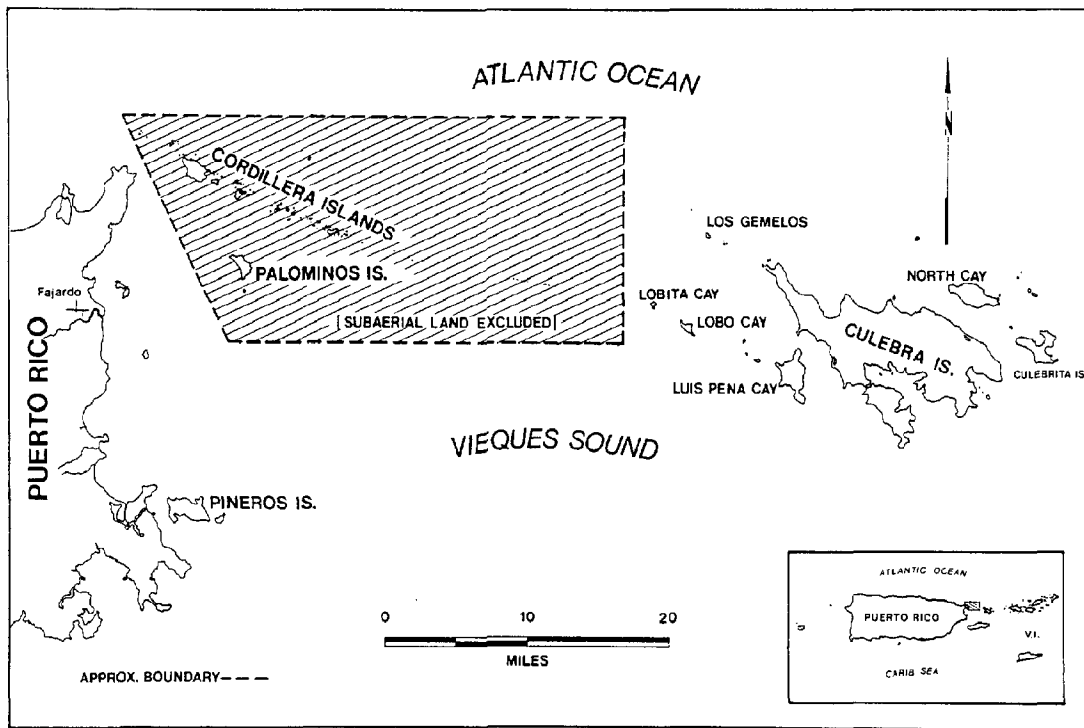 ATLANTIC OCEAN
N
CORDILLERA ISLANDS
LOS GEMELOS
PALOMINOS IS.
NORTH CAY
Fajardo
LOBITA CAY
[SUBAERIAL LAND EXCLUDED]
LOBO CAY
CULEBRA IS.
CULEBRITA IS
LUIS PENA CAY
PUERTO RICO
VIEQUES SOUND
PINEROS IS.
0 10 20
MILES
APPROX. BOUNDARY
ATLANTIC OCEAN
PUERTO RICO
V.I.
CARIB SEA